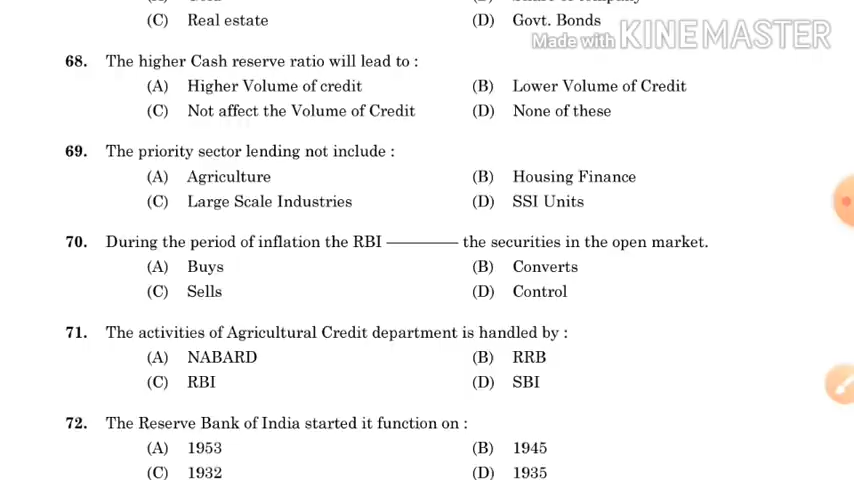 (C) Real estate (D) Govt. Bonds
Made with KINEMASTER
68. The higher Cash reserve ratio will lead to :
(A) Higher Volume of credit (B) Lower Volume of Credit
(C) Not affect the Volume of Credit (D) None of these
69. The priority sector lending not include :
(A) Agriculture (B) Housing Finance
(C) Large Scale Industries (D) SSI Units
70. During the period of inflation the RBI ———— the securities in the open market.
(A) Buys (B) Converts
(C) Sells (D) Control
71. The activities of Agricultural Credit department is handled by :
(A) NABARD (B) RRB
(C) RBI (D) SBI
72. The Reserve Bank of India started it function on :
(A) 1953 (B) 1945
(C) 1932 (D) 1935